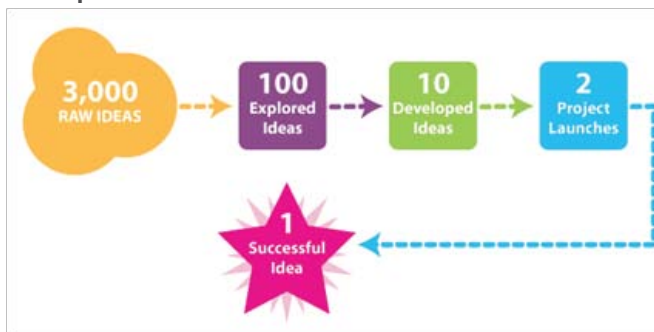 3,000
RAW IDEAS
100
Explored
Ideas
10
Developed
Ideas
2
Project
Launches
1
Successful
Idea